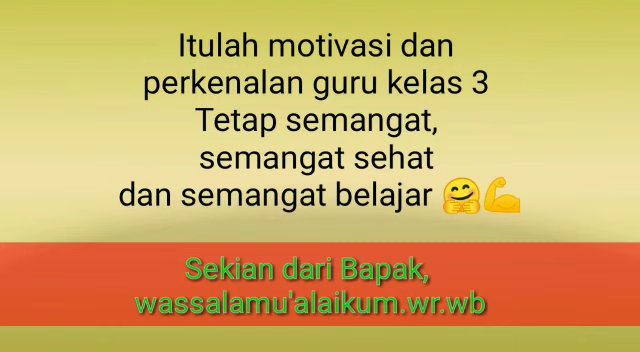 Itulah motivasi dan
perkenalan guru kelas 3
Tetap semangat,
semangat sehat
dan semangat belajar 🤗💪
Sekian dari Bapak,
wassalamu'alaikum.wr.wb